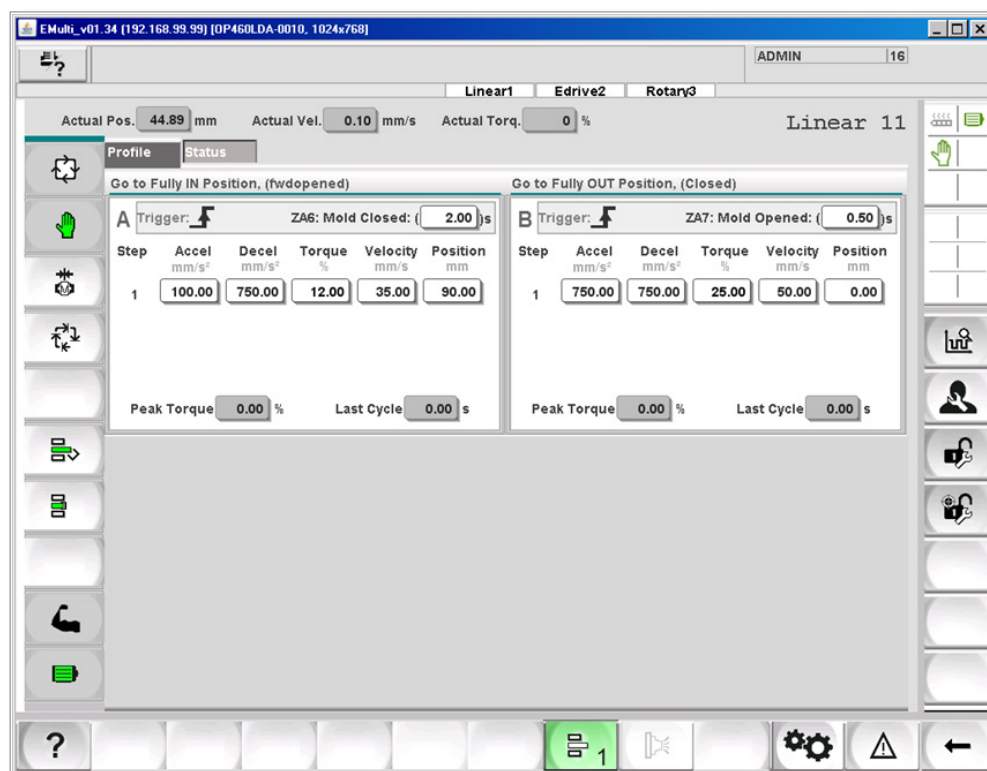 EMulti_v01.34 (192.168.99.99) [OP460LDA-0010, 1024x768]
?
ADMIN 16
Linear1 Edrive2 Rotary3
Actual Pos. 44.89 mm Actual Vel. 0.10 mm/s Actual Torq. 0 % Linear 11
Profile Status
Go to Fully IN Position, (fwdopened)
A Trigger: ZA6: Mold Closed: ( 2.00 )s
Step Accel Decel Torque Velocity Position
mm/s² mm/s² % mm/s mm
1 100.00 750.00 12.00 35.00 90.00
Peak Torque 0.00 % Last Cycle 0.00 s
Go to Fully OUT Position, (Closed)
B Trigger: ZA7: Mold Opened: ( 0.50 )s
Step Accel Decel Torque Velocity Position
mm/s² mm/s² % mm/s mm
1 750.00 750.00 25.00 50.00 0.00
Peak Torque 0.00 % Last Cycle 0.00 s
M
1
1
? 1